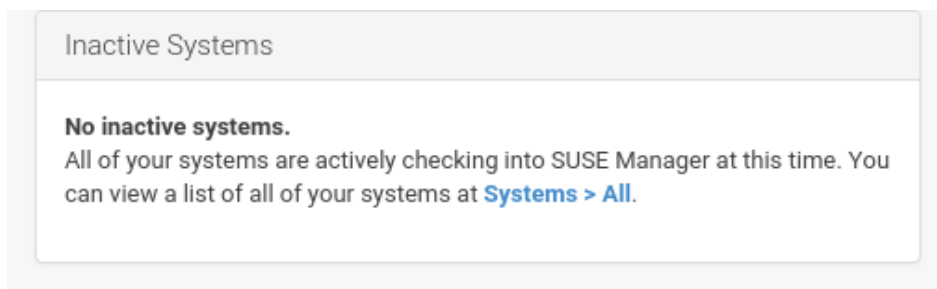 Inactive Systems
No inactive systems.
All of your systems are actively checking into SUSE Manager at this time. You
can view a list of all of your systems at Systems > All.